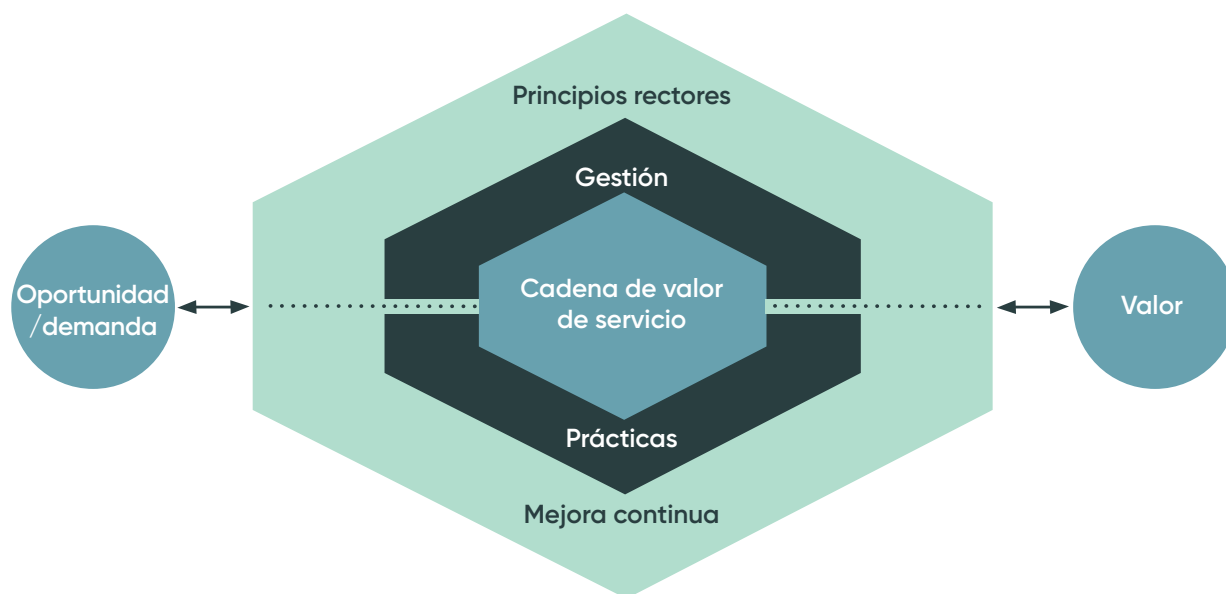 Principios rectores
Gestión
Oportunidad
/demanda
Cadena de valor
de servicio
Valor
Prácticas
Mejora continua